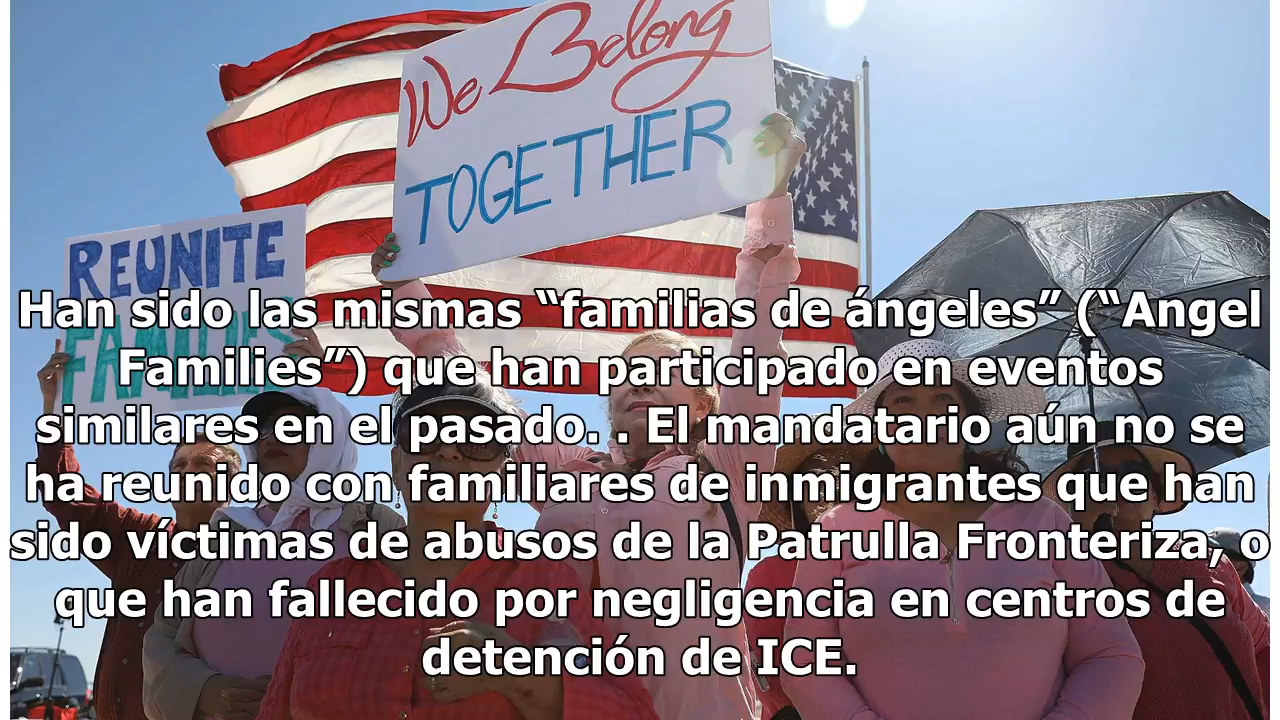 We Belong
TOGETHER
REUNITE
FAMILIES
Han sido las mismas “familias de ángeles” (“Angel
Families”) que han participado en eventos
similares en el pasado. . El mandatario aún no se
ha reunido con familiares de inmigrantes que han
sido víctimas de abusos de la Patrulla Fronteriza, o
que han fallecido por negligencia en centros de
detención de ICE.